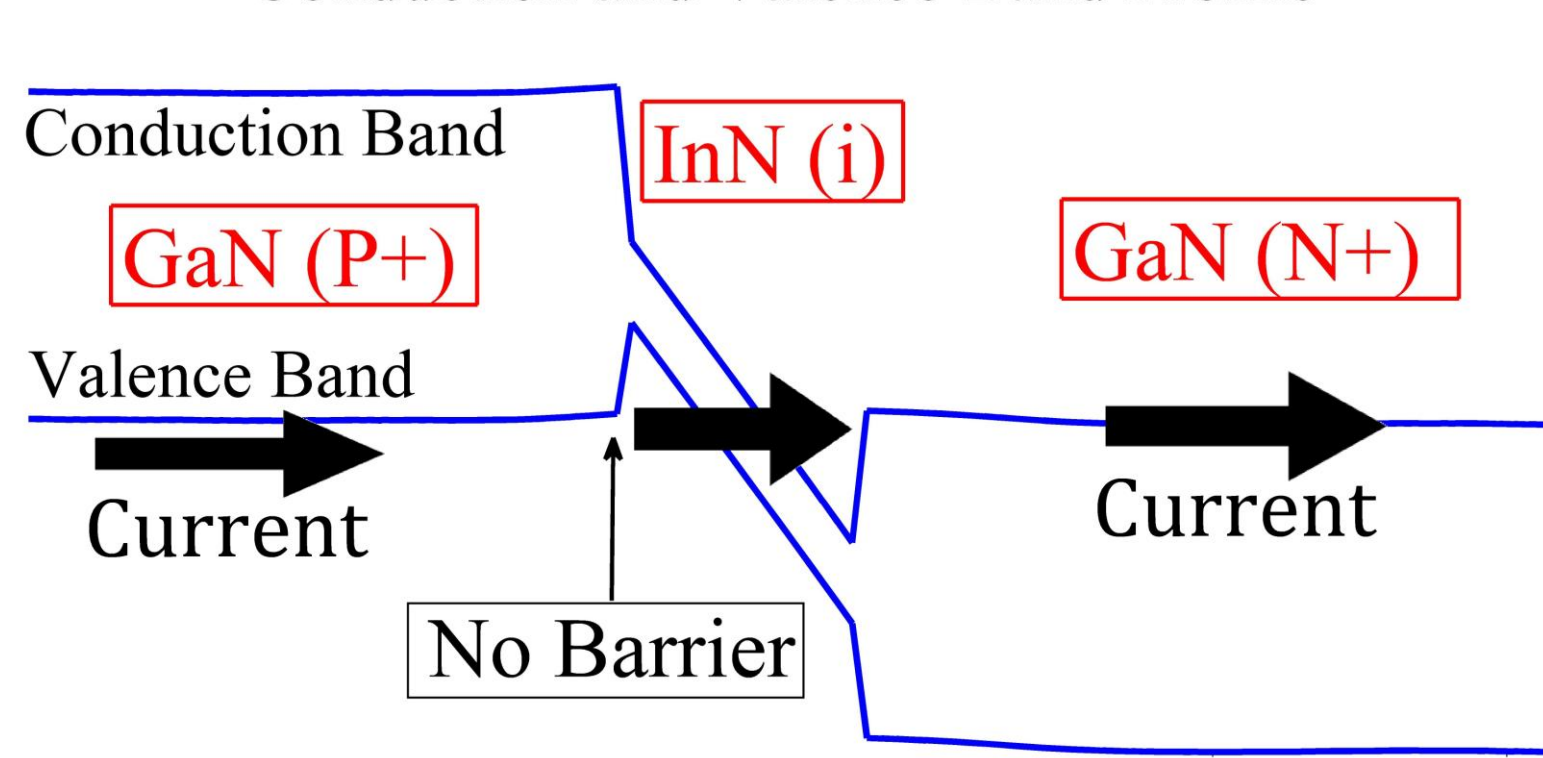 Conduction Band
InN (i)
GaN (P+)
GaN (N+)
Valence Band
Current
Current
No Barrier